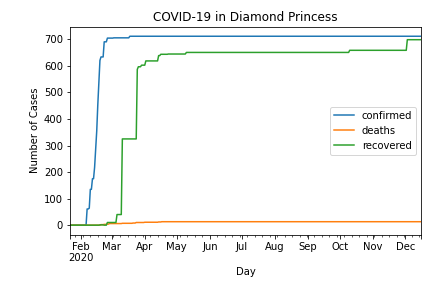 COVID-19 in Diamond Princess
700
600
500
400
300
200
100
0
Number of Cases
confirmed
deaths
recovered
Feb Mar Apr May Jun Jul Aug Sep Oct Nov Dec
2020
Day